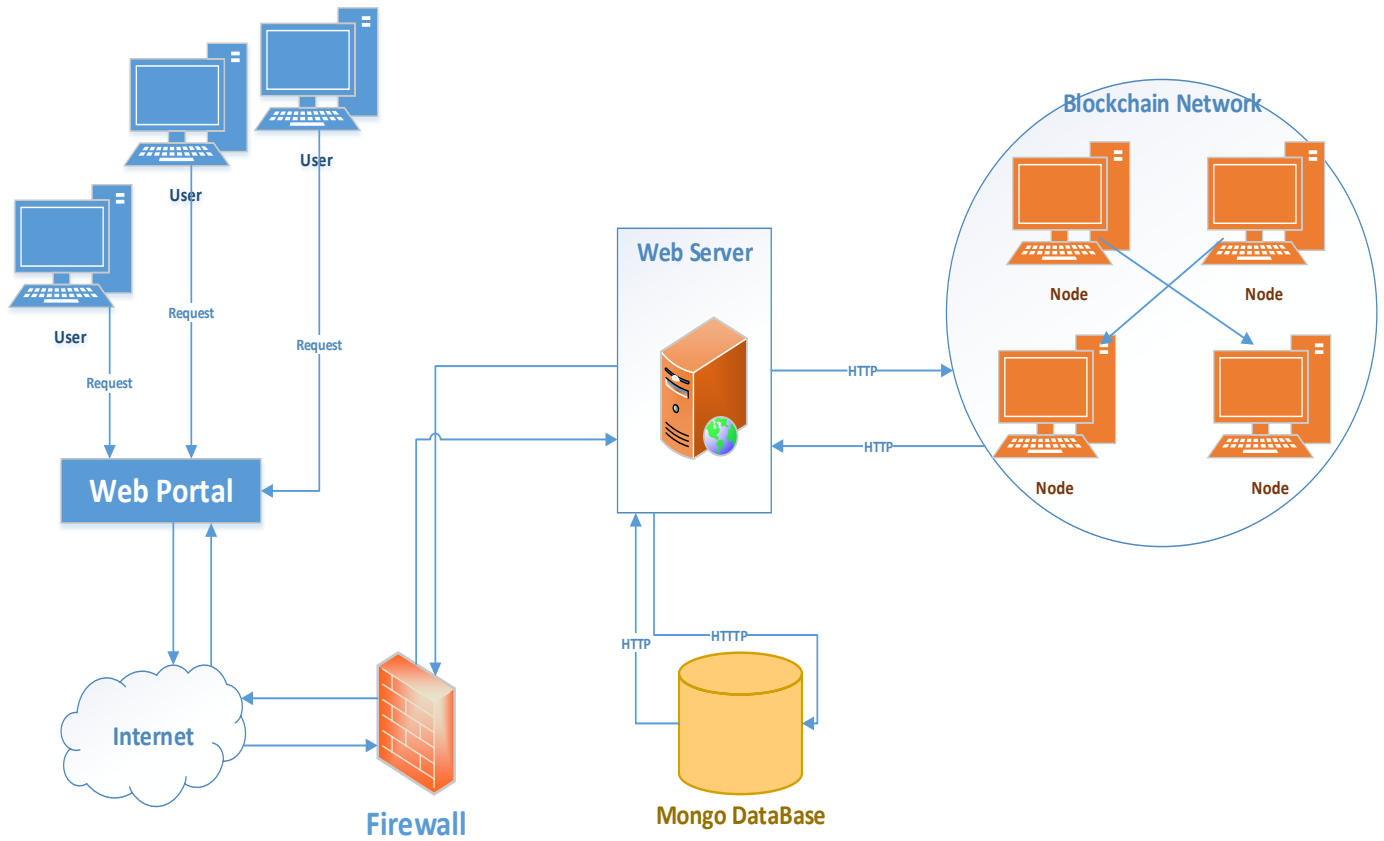 User
User
User
Request
Request
Request
Web Portal
Internet
Firewall
Web Server
HTTP
HTTP
HTTP
HTTTP
Mongo DataBase
Blockchain Network
Node
Node
Node
Node